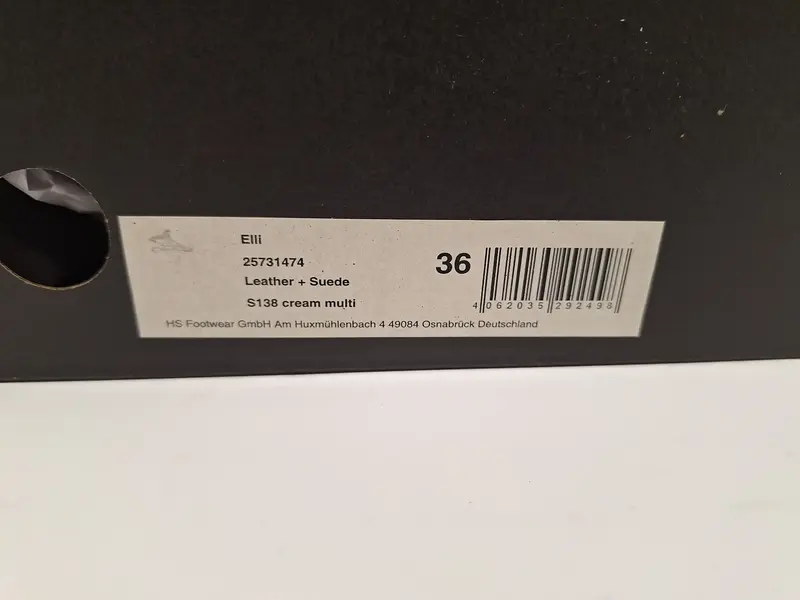 Elli
25731474
Leather + Suede
S138 cream multi
36
4 062035 292498
HS Footwear GmbH Am Huxmühlenbach 4 49084 Osnabrück Deutschland